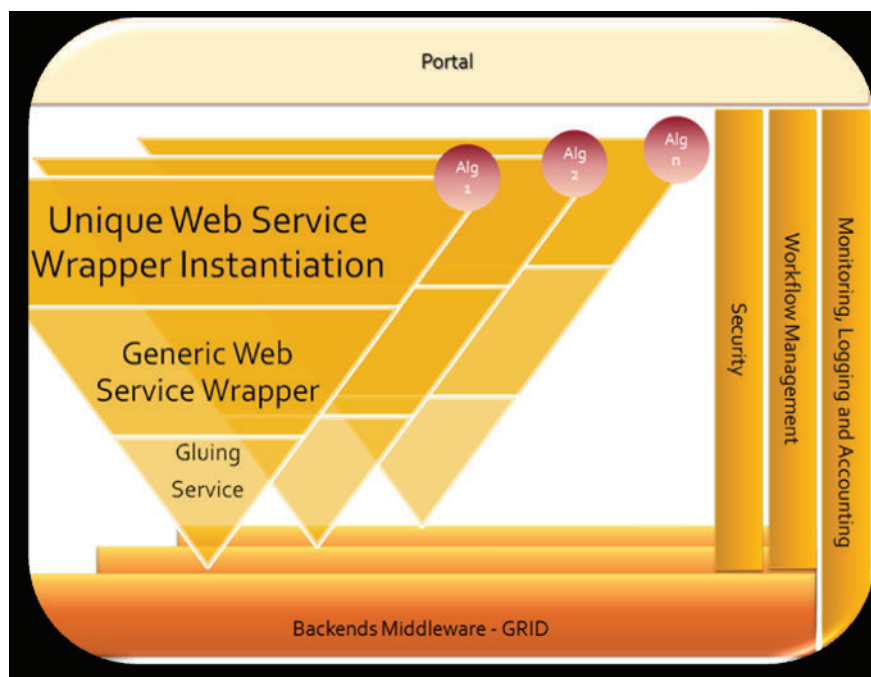 Portal
Alg
1
Alg
2
Alg
n
Unique Web Service
Wrapper Instantiation
Generic Web
Service Wrapper
Gluing
Service
Security
Workflow Management
Monitoring, Logging and Accounting
Backends Middleware - GRID